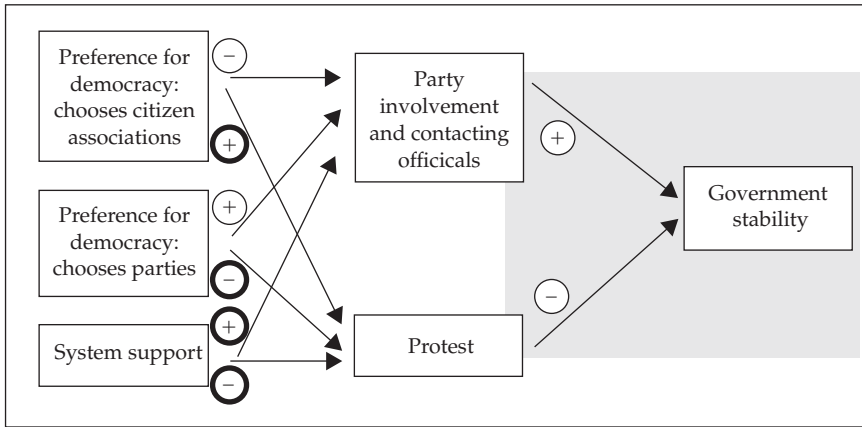 Preference for
democracy:
chooses citizen
associations
−
+
Preference for
democracy:
chooses parties
+
−
System support
+
−
Party
involvement
and contacting
officicals
+
Protest
−
Government
stability